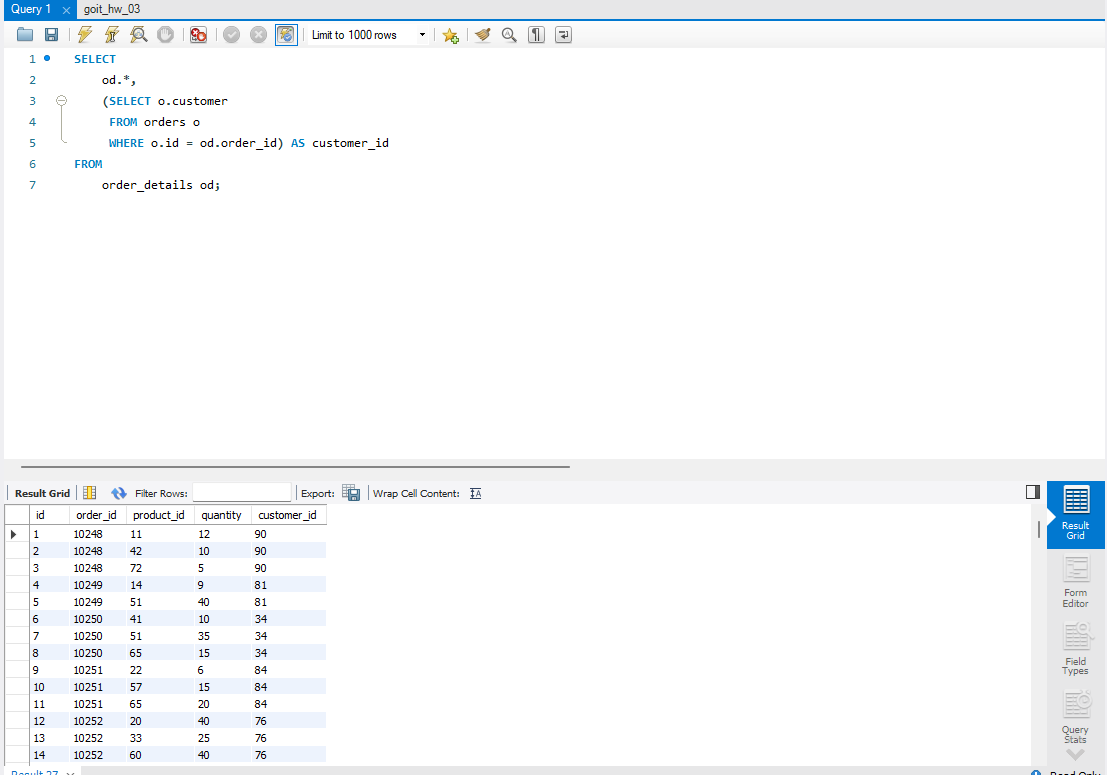 Query 1 goit_hw_03
Limit to 1000 rows
1 SELECT
2 od.*,
3 (SELECT o.customer
4 FROM orders o
5 WHERE o.id = od.order_id) AS customer_id
6 FROM
7 order_details od;
Result Grid Filter Rows: Export: Wrap Cell Content:
id order_id product_id quantity customer_id
1 10248 11 12 90
2 10248 42 10 90
3 10248 72 5 90
4 10249 14 9 81
5 10249 51 40 81
6 10250 41 10 34
7 10250 51 35 34
8 10250 65 15 34
9 10251 22 6 84
10 10251 57 15 84
11 10251 65 20 84
12 10252 20 40 76
13 10252 33 25 76
14 10252 60 40 76
Result
Grid
Form
Editor
Field
Types
Query
Stats
Result 27 Read Only